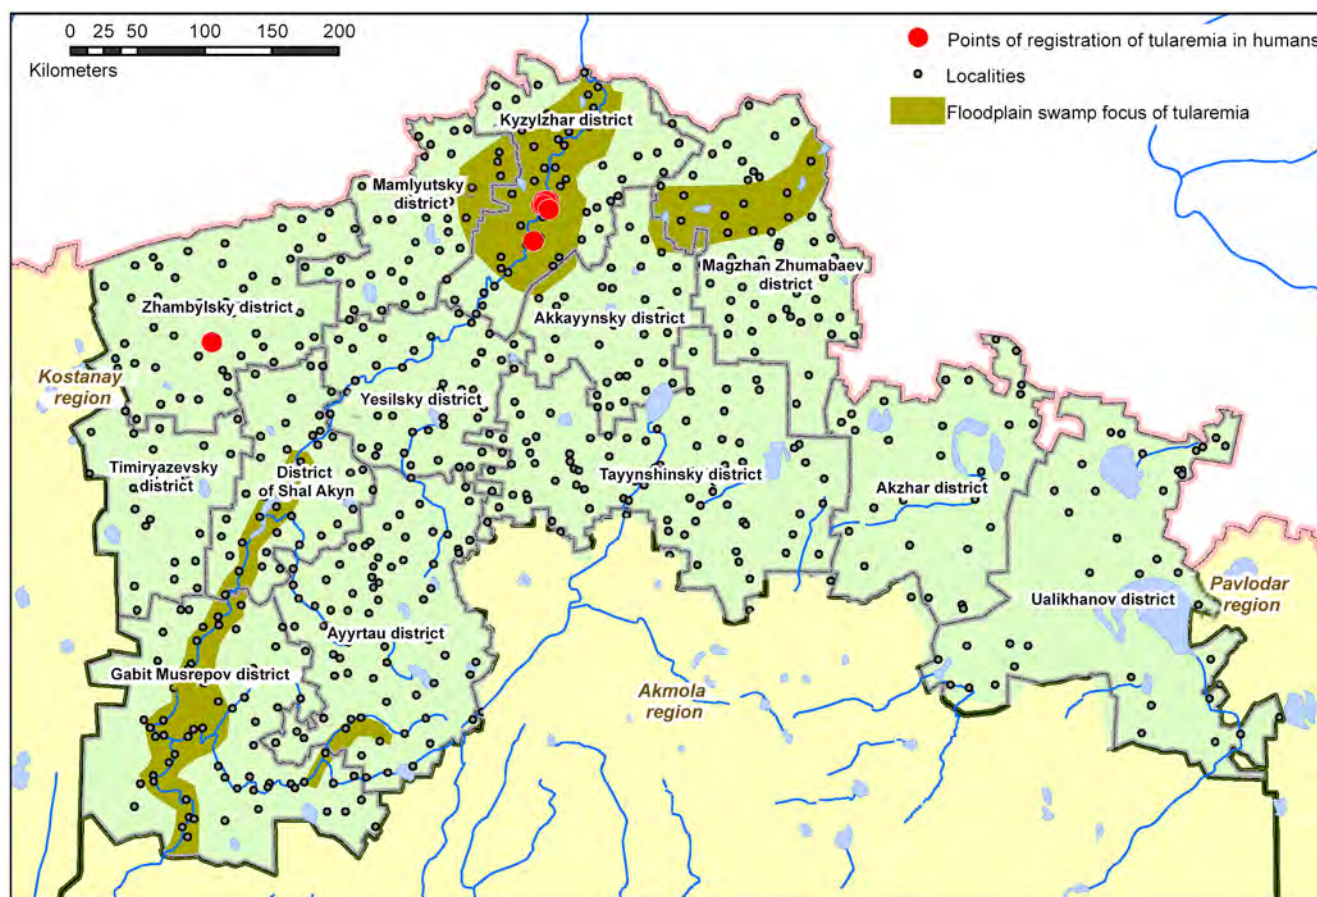 0 25 50 100 150 200
Kilometers
Points of registration of tularemia in humans
Localities
Floodplain swamp focus of tularemia
Kyzylzhar district
Mamlyutsky
district
Magzhan Zhumabaev
district
Zhambylsky district
Akkayynsky district
Kostanay
region
Yesilsky district
Timiryazevsky
district
District
of Shal Akyn
Tayynshinsky district
Akzhar district
Ualikhanov district
Pavlodar
region
Ayyrtau district
Gabit Musrepov district
Akmola
region